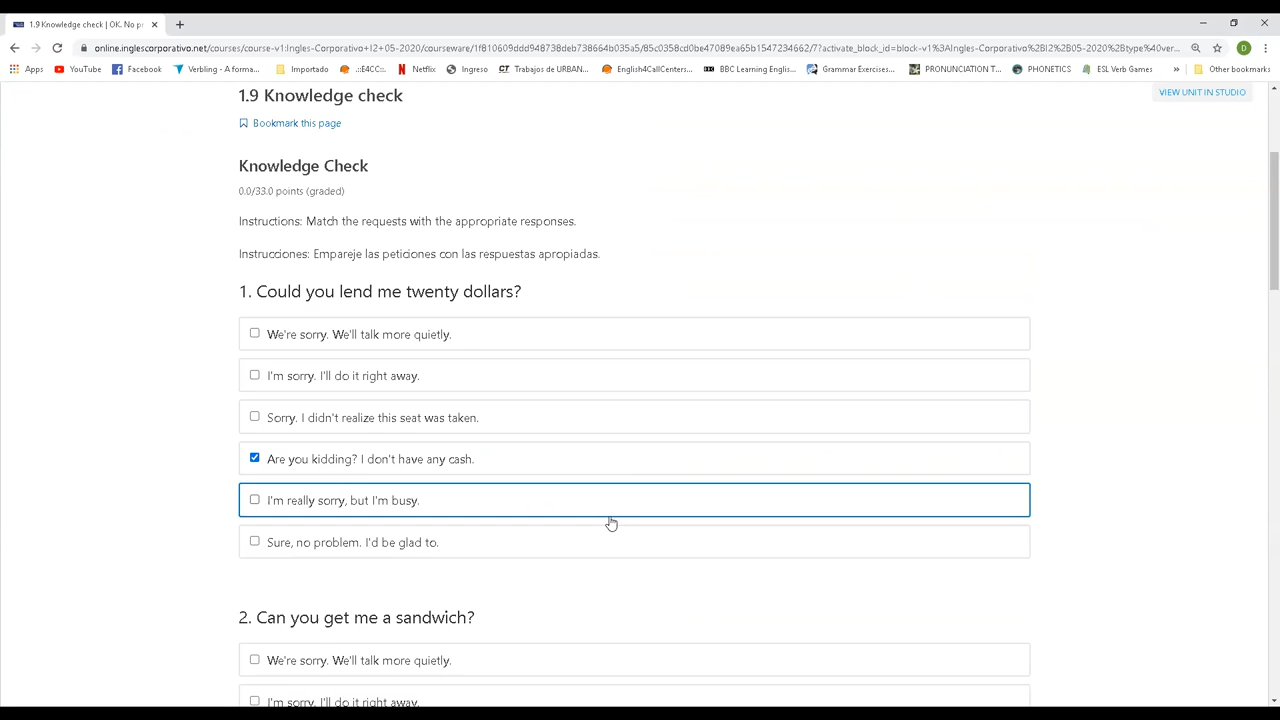 1.9 Knowledge check | OK. No pr
online.inglescorporativo.net/courses/course-v1:Ingles-Corporativo+I2+05-2020/courseware/1f810609ddd948738deb738664b035a5/85c0358cd0be47089e65b1547234662/7?activate_block_id=block-v1%3AIngles-Corporativo%2BI2%2B05-2020%2Btype%40ver...
D
Apps YouTube Facebook Verbling - A forma... Importado .::E4CC::. Netflix Ingreso Trabajos de URBAN... English4CallCenters... BBC Learning Englis... Grammar Exercises... PRONUNCIATION T... PHONETICS ESL Verb Games » Other bookmarks
1.9 Knowledge check
VIEW UNIT IN STUDIO
Bookmark this page
Knowledge Check
0.0/33.0 points (graded)
Instructions: Match the requests with the appropriate responses.
Instrucciones: Empareje las peticiones con las respuestas apropiadas.
1. Could you lend me twenty dollars?
We're sorry. We'll talk more quietly.
I'm sorry. I'll do it right away.
Sorry. I didn't realize this seat was taken.
Are you kidding? I don't have any cash.
I'm really sorry, but I'm busy.
Sure, no problem. I'd be glad to.
2. Can you get me a sandwich?
We're sorry. We'll talk more quietly.
I'm sorry. I'll do it right away.